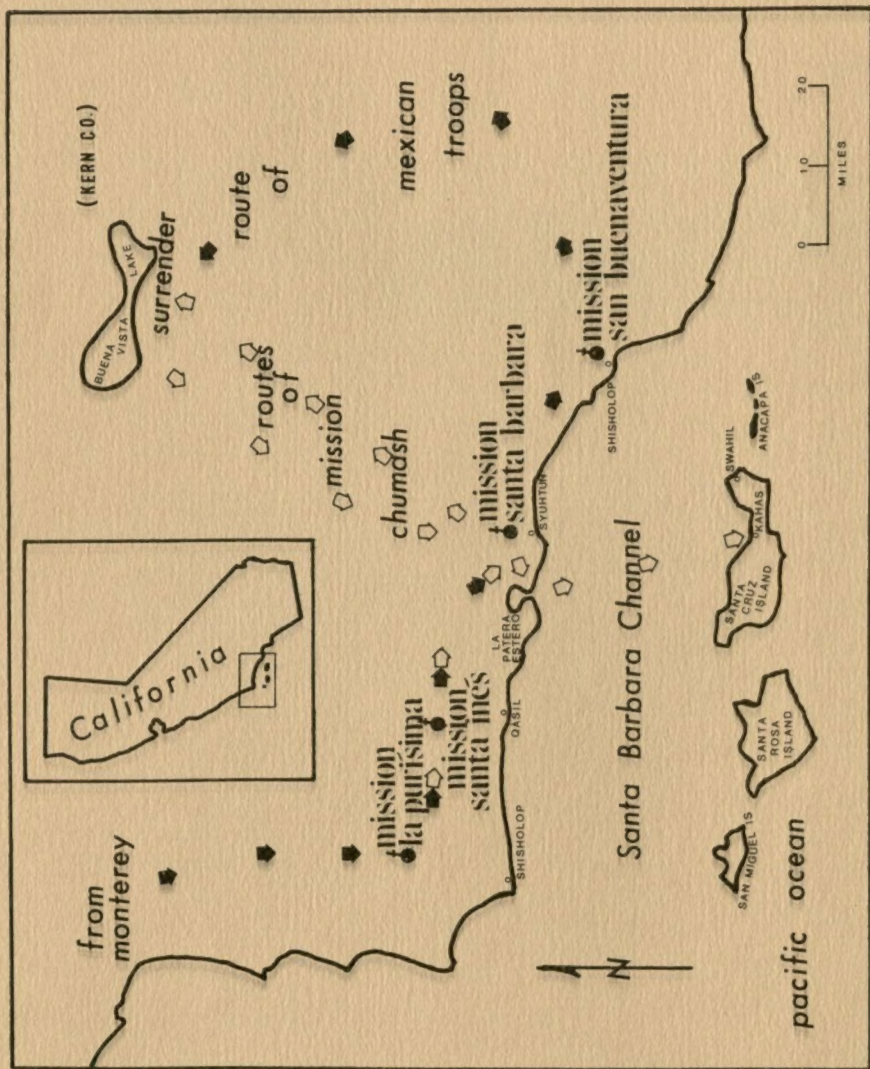 from
monterey
California
(KERN CO.)
BUENA
VISTA
LAKE
surrender
route
of
mexican
troops
routes
of
mission
chumash
mission
la purísima
mission
santa inés
mission
santa barbara
mission
san buenaventura
SHISHOLOP
QASIL
LA
PATERA
ESTERO
SYUHTUN
SHISHOLOP
Santa Barbara Channel
N
SAN MIGUEL IS
SANTA
ROSA
ISLAND
SANTA
CRUZ
ISLAND
SWAHIL
KAHAS
ANACAPA IS
pacific ocean
0 10 20
MILES